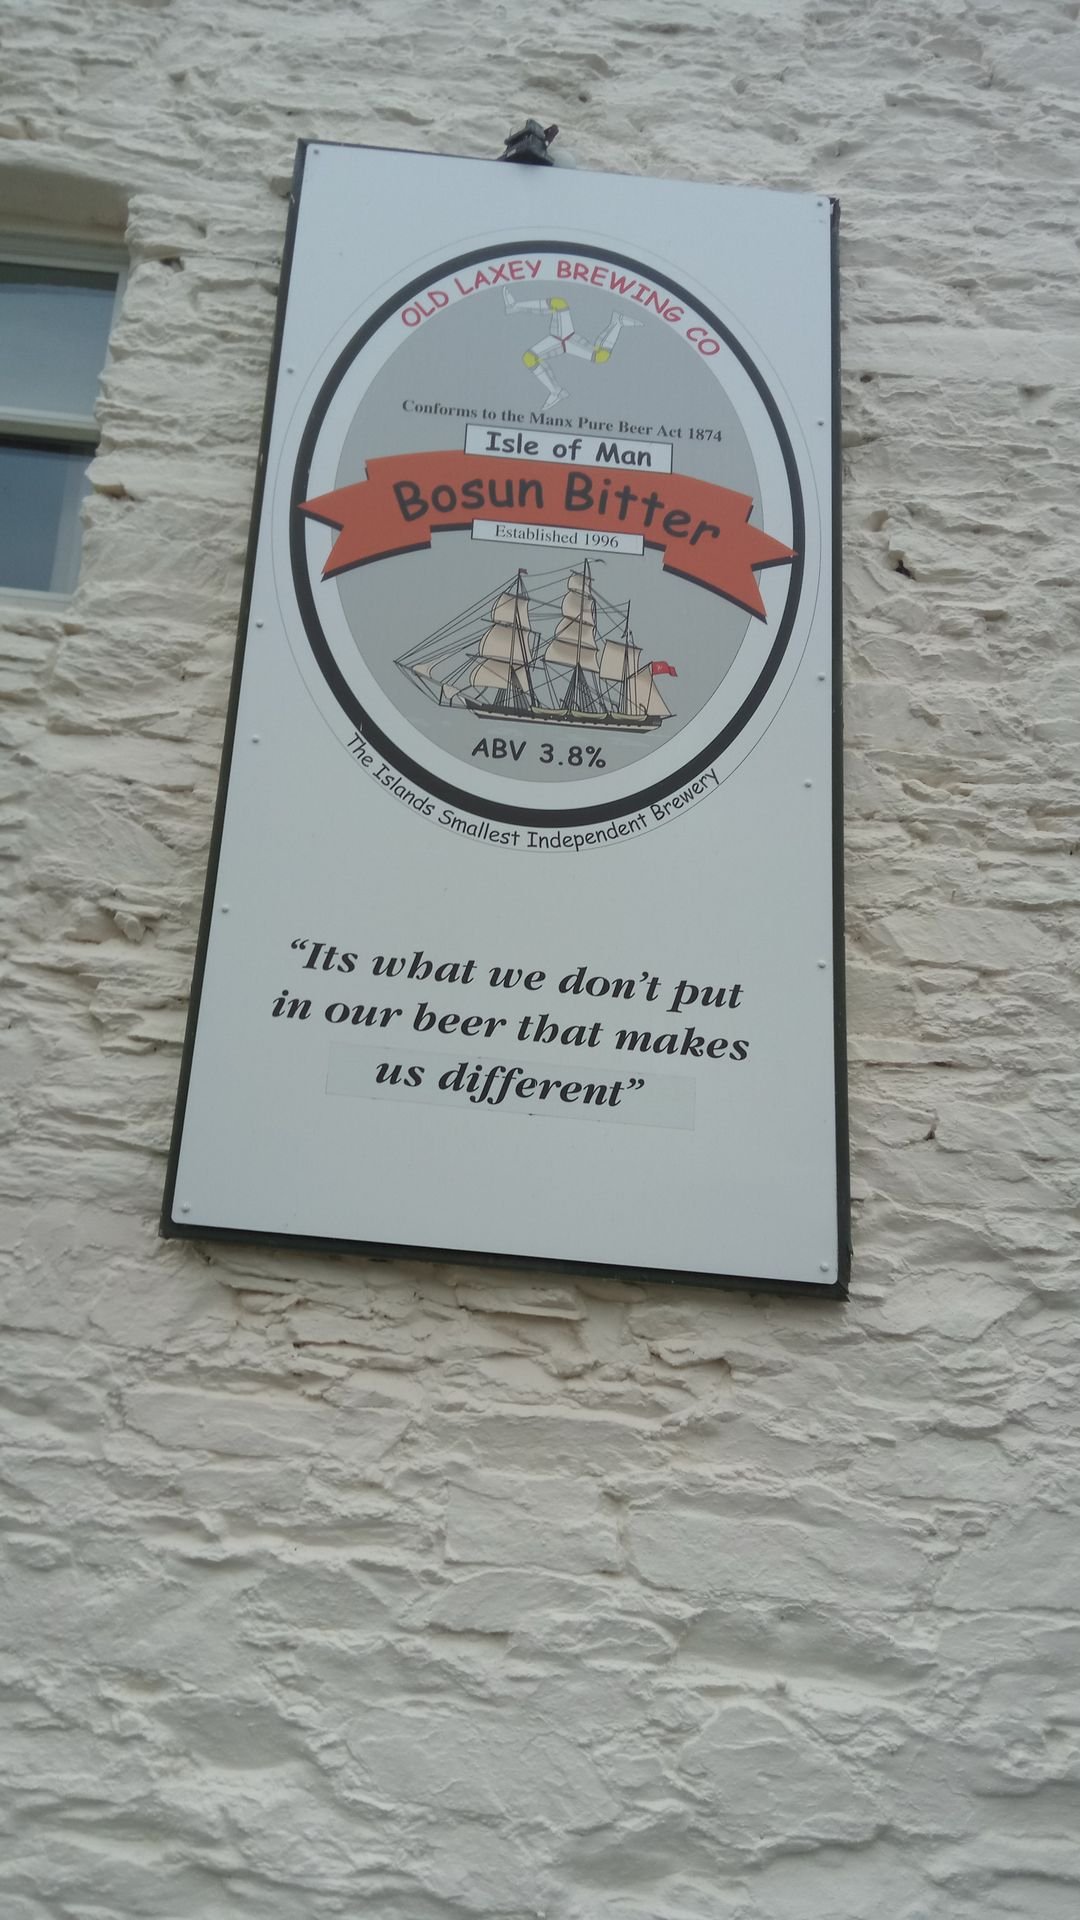 OLD LAXEY BREWING CO
Conforms to the Manx Pure Beer Act 1874
Isle of Man
Bosun Bitter
Established 1996
ABV 3.8%
The Islands Smallest Independent Brewery
“Its what we don’t put
in our beer that makes
us different”